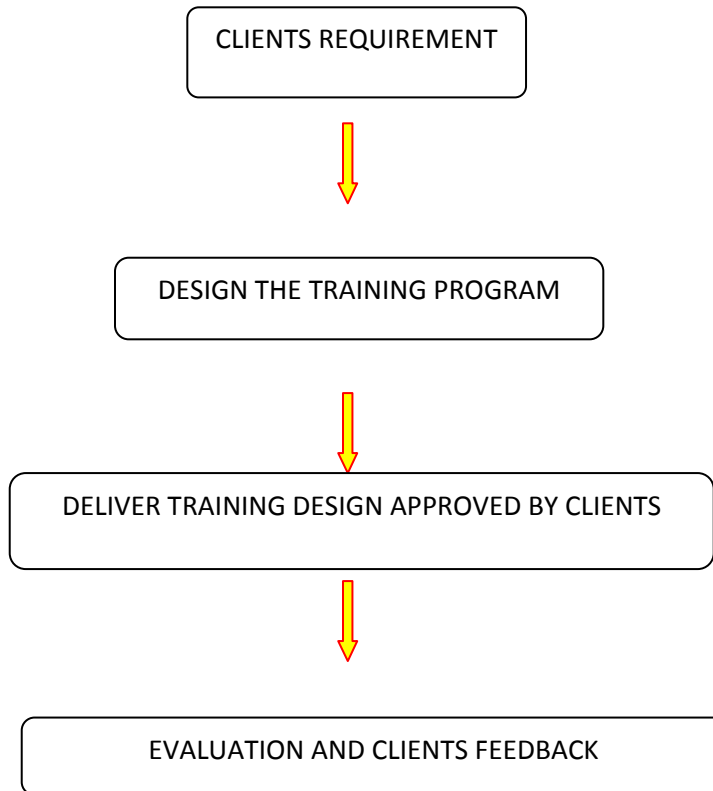 CLIENTS REQUIREMENT
DESIGN THE TRAINING PROGRAM
DELIVER TRAINING DESIGN APPROVED BY CLIENTS
EVALUATION AND CLIENTS FEEDBACK